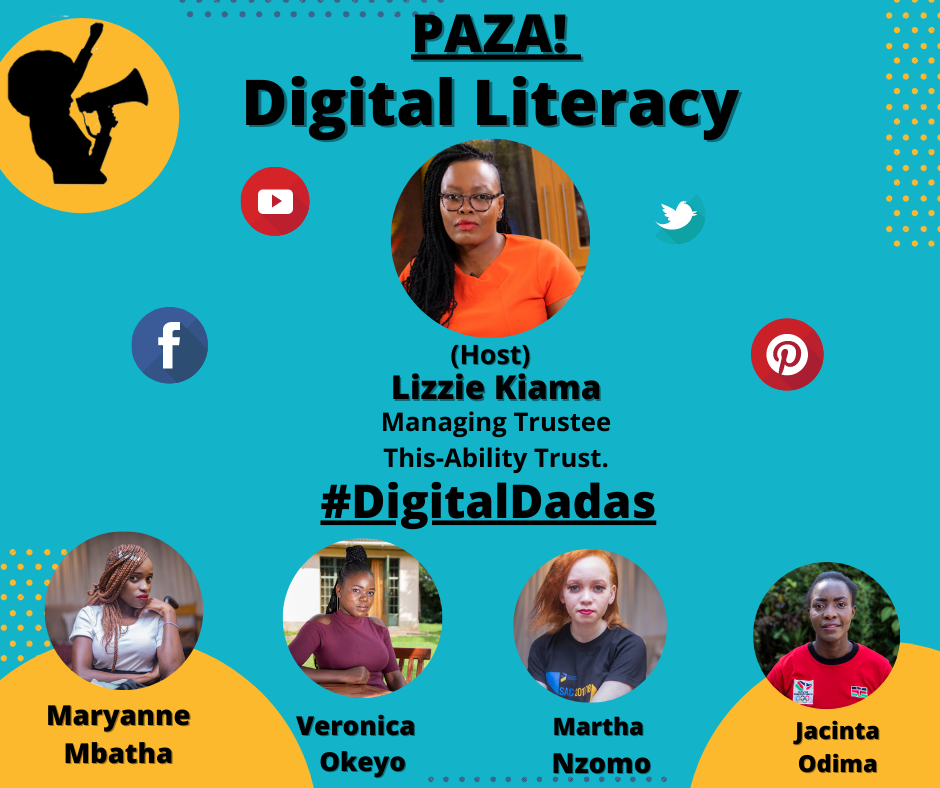 PAZA!
Digital Literacy
(Host)
Lizzie Kiama
Managing Trustee
This-Ability Trust.
#DigitalDadas
Maryanne
Mbatha
Veronica
Okeyo
Martha
Nzomo
Jacinta
Odima